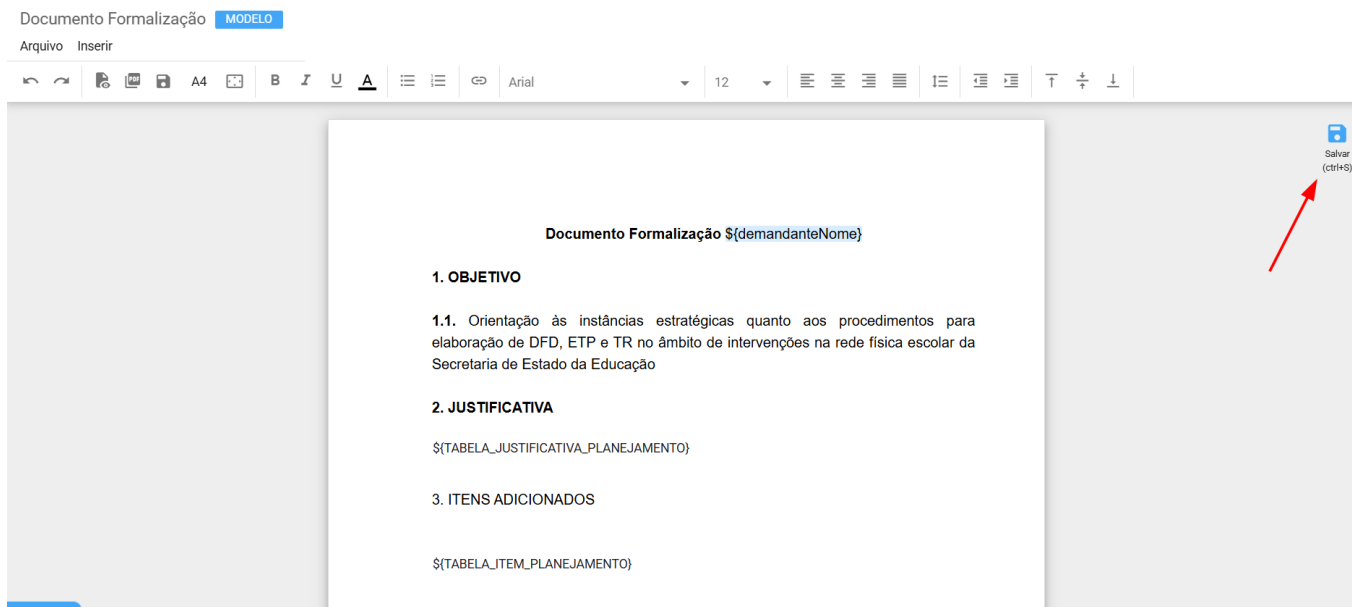 Documento Formalização MODELO
Arquivo Inserir
PDF A4 B I U A Arial 12
Salvar
(ctrl+S)
Documento Formalização ${demandanteNome}
1. OBJETIVO
1.1. Orientação às instâncias estratégicas quanto aos procedimentos para
elaboração de DFD, ETP e TR no âmbito de intervenções na rede física escolar da
Secretaria de Estado da Educação
2. JUSTIFICATIVA
${TABELA_JUSTIFICATIVA_PLANEJAMENTO}
3. ITENS ADICIONADOS
${TABELA_ITEM_PLANEJAMENTO}